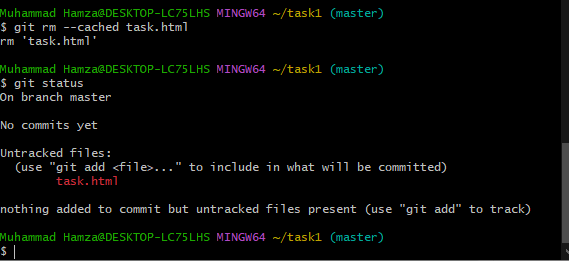 Muhammad Hamza@DESKTOP-LC75LHS MINGW64 ~/task1 (master)
$ git rm --cached task.html
rm 'task.html'
Muhammad Hamza@DESKTOP-LC75LHS MINGW64 ~/task1 (master)
$ git status
On branch master
No commits yet
Untracked files:
  (use "git add <file>..." to include in what will be committed)
        task.html
nothing added to commit but untracked files present (use "git add" to track)
Muhammad Hamza@DESKTOP-LC75LHS MINGW64 ~/task1 (master)
$